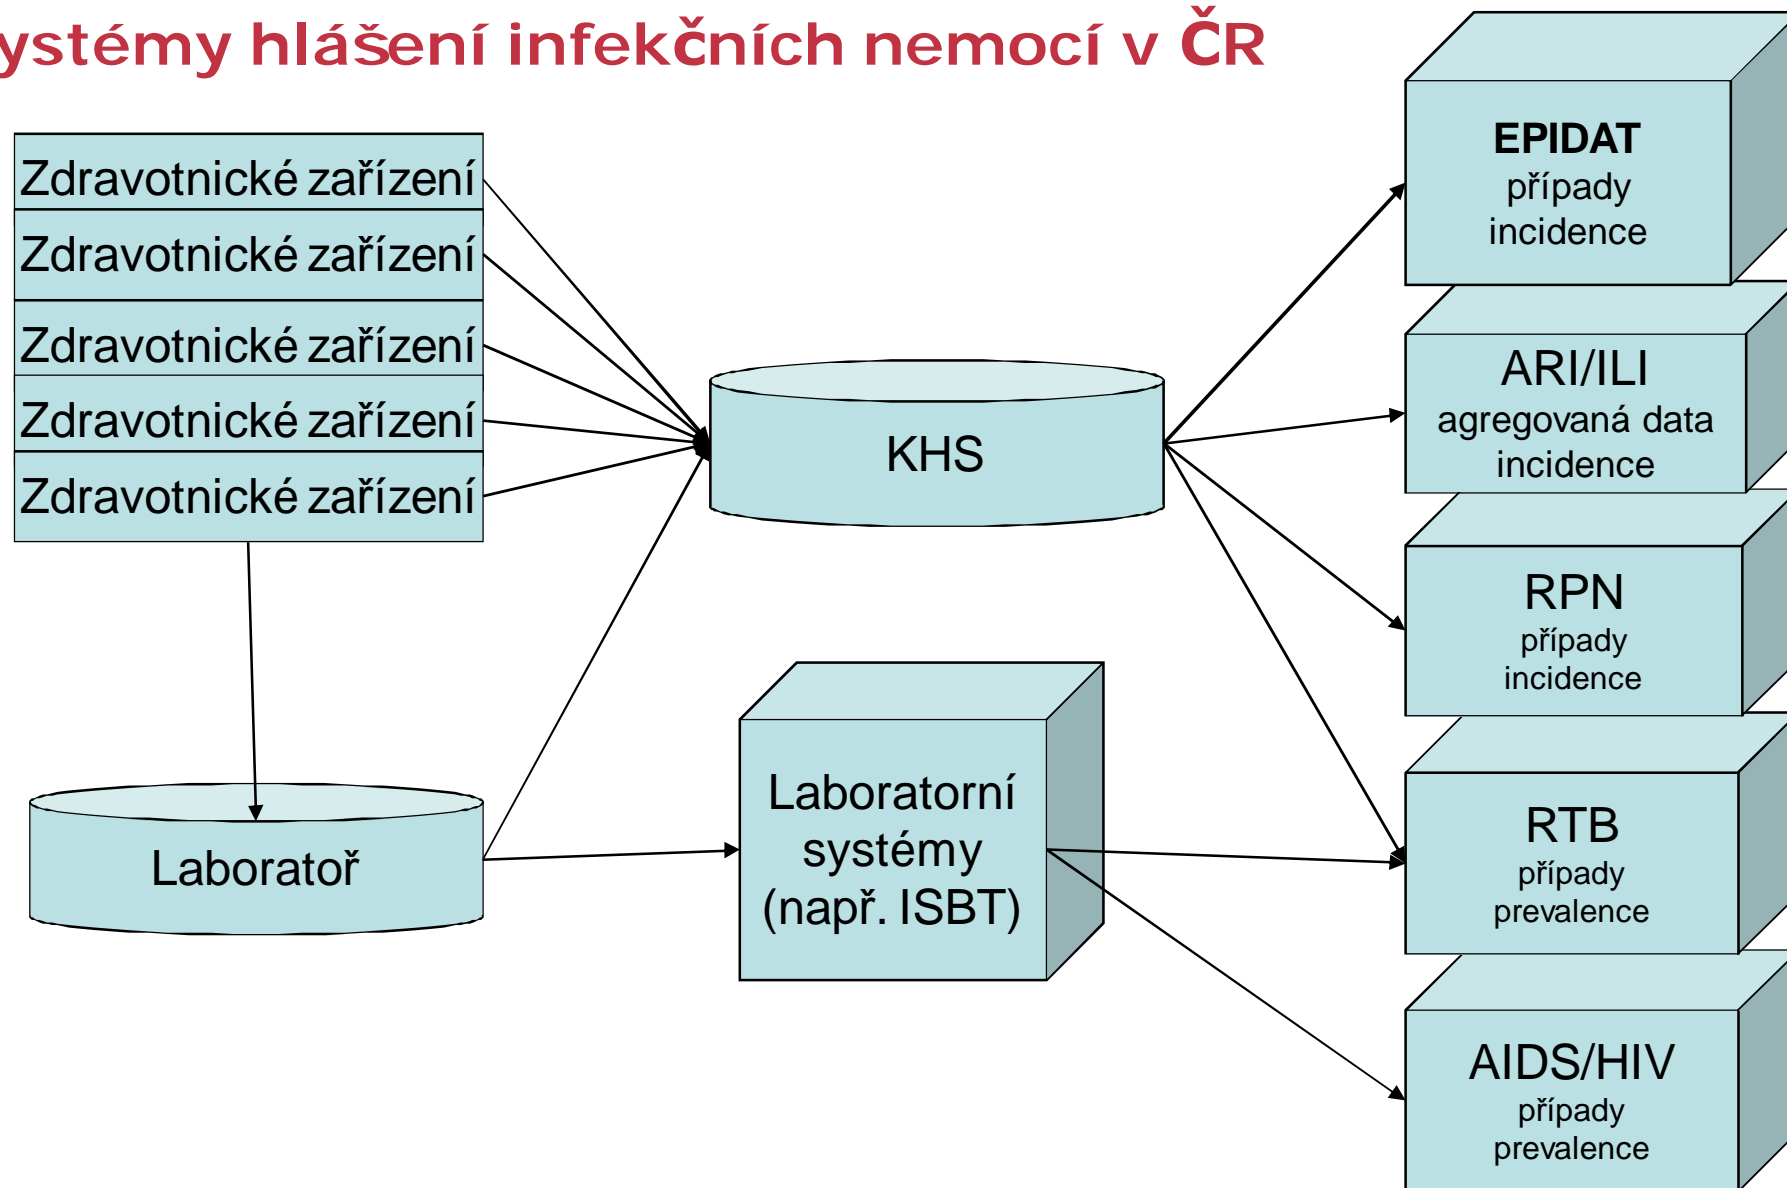 ystémy hlášení infekčních nemocí v ČR
Zdravotnické zařízení
Zdravotnické zařízení
Zdravotnické zařízení
Zdravotnické zařízení
Zdravotnické zařízení
Laboratoř
KHS
Laboratorní
systémy
(např. ISBT)
EPIDAT
případy
incidence
ARI/ILI
agregovaná data
incidence
RPN
případy
incidence
RTB
případy
prevalence
AIDS/HIV
případy
prevalence